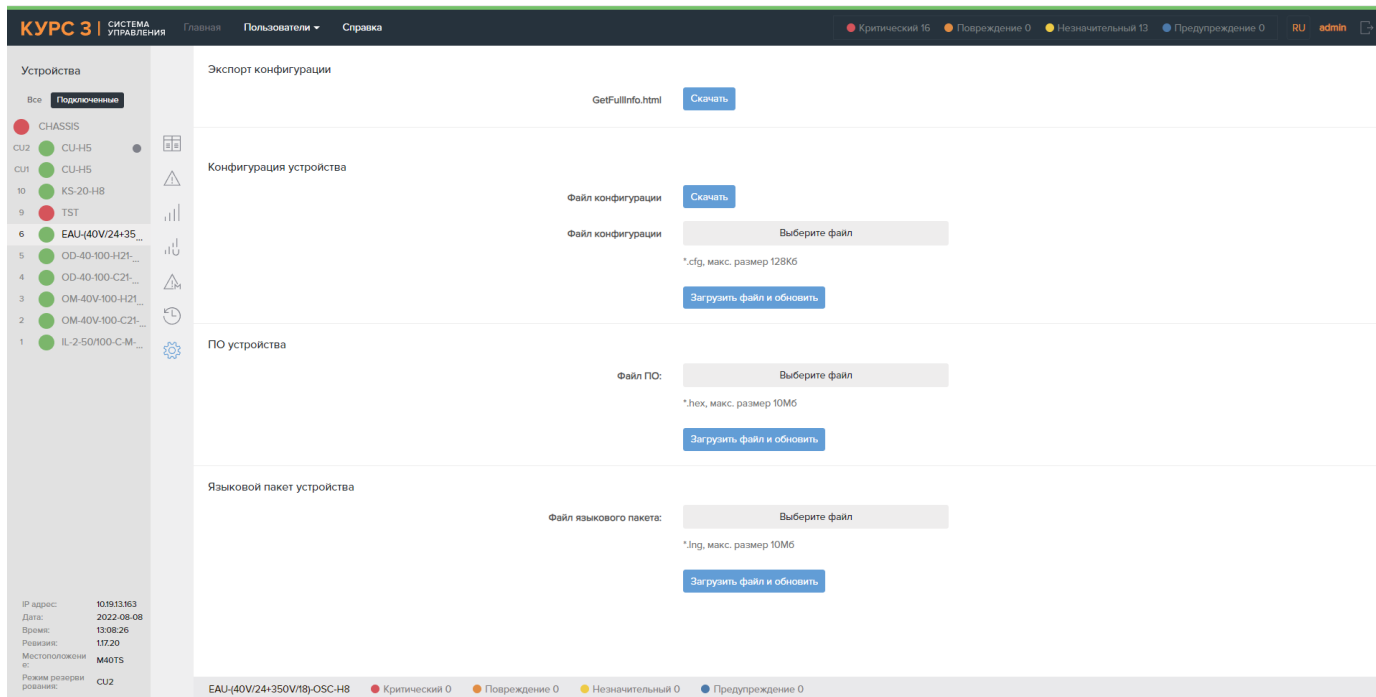 КУРС 3 | СИСТЕМА УПРАВЛЕНИЯ
Главная Пользователи Справка
Критический 16 Повреждение 0 Незначительный 13 Предупреждение 0
RU admin
Устройства
Все Подключенные
CHASSIS
CU2 CU-H5
CU1 CU-H5
10 KS-20-H8
9 TST
6 EAU-(40V/24+35...
5 OD-40-100-H21-...
4 OD-40-100-C21-...
3 OM-40V-100-H21...
2 OM-40V-100-C21-...
1 IL-2-50/100-C-M-...
IP адрес: 10.19.13.163
Дата: 2022-08-08
Время: 13:08:26
Ревизия: 1.17.20
Местоположени
е: M40TS
Режим резерви
рования: CU2
Экспорт конфигурации
GetFullInfo.html Скачать
Конфигурация устройства
Файл конфигурации Скачать
Файл конфигурации Выберите файл
*.cfg, макс. размер 128Кб
Загрузить файл и обновить
ПО устройства
Файл ПО: Выберите файл
*.hex, макс. размер 10Мб
Загрузить файл и обновить
Языковой пакет устройства
Файл языкового пакета: Выберите файл
*.lng, макс. размер 10Мб
Загрузить файл и обновить
EAU-(40V/24+350V/18)-OSC-H8 Критический 0 Повреждение 0 Незначительный 0 Предупреждение 0